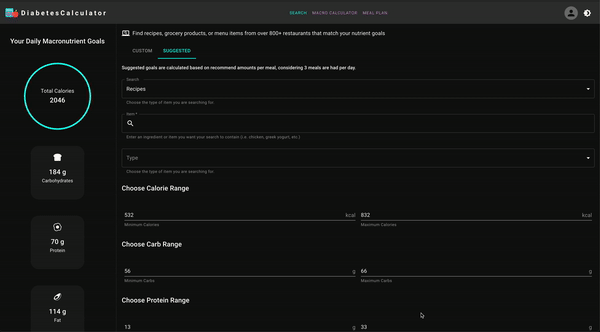 DiabetesCalculator
SEARCH MACRO CALCULATOR MEAL PLAN
Your Daily Macronutrient Goals
Total Calories
2046
184 g
Carbohydrates
70 g
Protein
114 g
Fat
Find recipes, grocery products, or menu items from over 800+ restaurants that match your nutrient goals
CUSTOM SUGGESTED
Suggested goals are calculated based on recommend amounts per meal, considering 3 meals are had per day.
Search
Recipes
Choose the type of item you are searching for
Item *
Enter an ingredient or item you want your search to contain (i.e. chicken, greek yogurt, etc.)
Type
Choose the type of item you are searching for
Choose Calorie Range
532 kcal 832 kcal
Minimum Calories Maximum Calories
Choose Carb Range
56 g 66 g
Minimum Carbs Maximum Carbs
Choose Protein Range
13 g 33 g